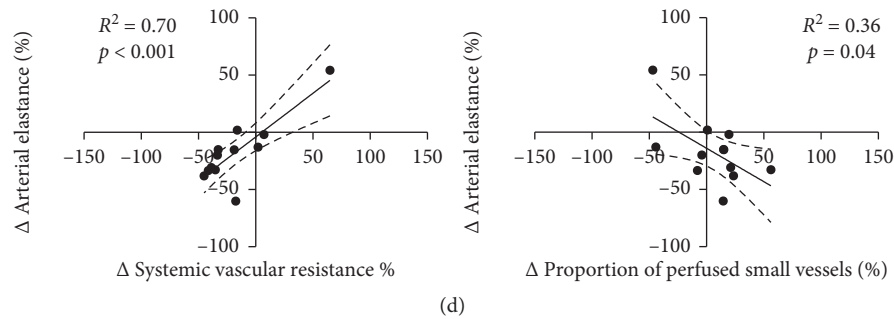 R² = 0.70
p < 0.001
Δ Arterial elastance (%)
100
50
−50
−100
−150
−100
−50
0
50
100
150
Δ Systemic vascular resistance %
R² = 0.36
p = 0.04
Δ Arterial elastance (%)
100
50
−50
−100
−150
−100
−50
0
50
100
150
Δ Proportion of perfused small vessels (%)
(d)